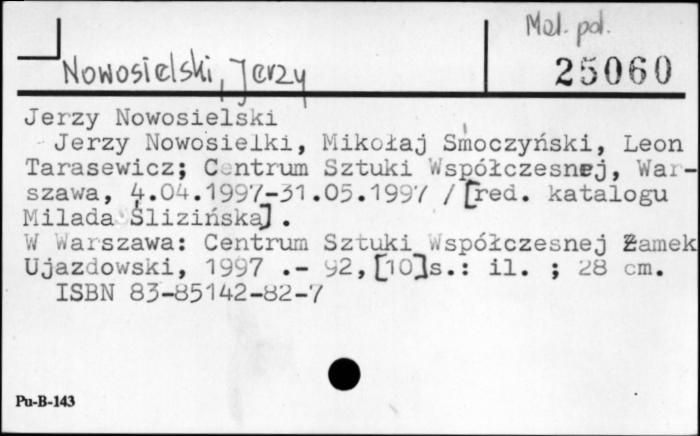 Mal. pol.
Nowosielski, Jerzy
25060
Jerzy Nowosielski
Jerzy Nowosielki, Mikołaj Smoczyński, Leon
Tarasewicz; Centrum Sztuki Współczesnej, War-
szawa, 4.04.1997-31.05.1997 / [red. katalogu
Milada Ślizińska].
W Warszawa: Centrum Sztuki Współczesnej Zamek
Ujazdowski, 1997 .- 92,[10]s.: il. ; 28 cm.
ISBN 83-85142-82-7
Pu-B-143